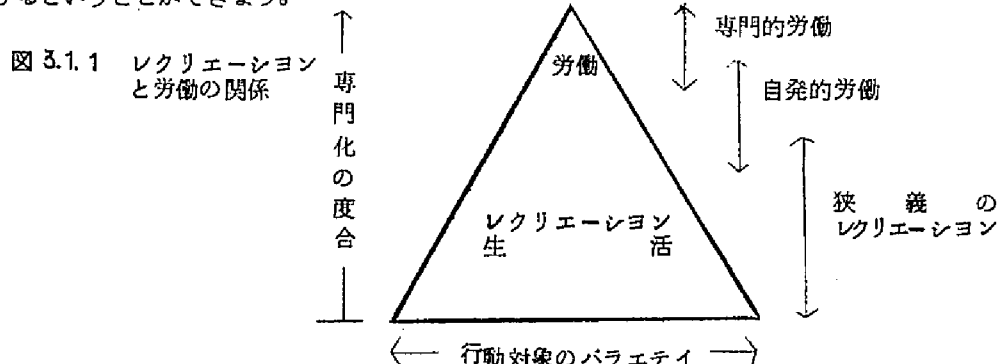 するということができよう。
図 3.1.1 レクリエーション
と労働の関係
専門化の度合
労働
レクリエーション
生活
専門的労働
自発的労働
狭義の
レクリエーション
行動対象のバラエティ